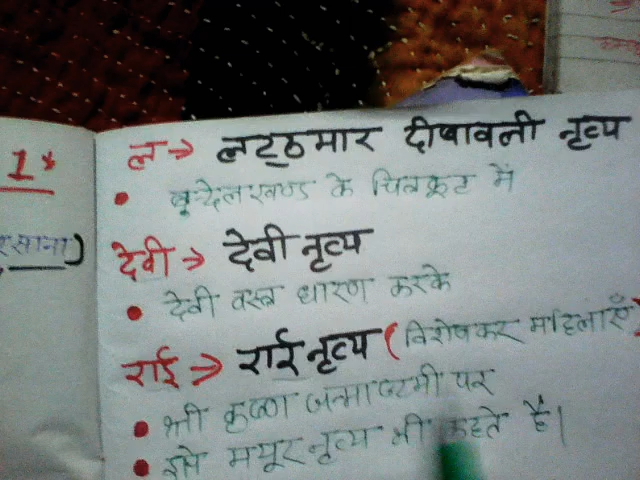 1*
रसाना)
ल → लट्ठमार दीपावली नृत्य
• बुन्देलखण्ड के चित्रकूट में
देवी → देवी नृत्य
• देवी वस्त्र धारण करके
राई → राई नृत्य (विशेषकर महिलाएँ)
• श्री कृष्ण जन्माष्टमी पर
• इसे मयूर नृत्य भी कहते है।